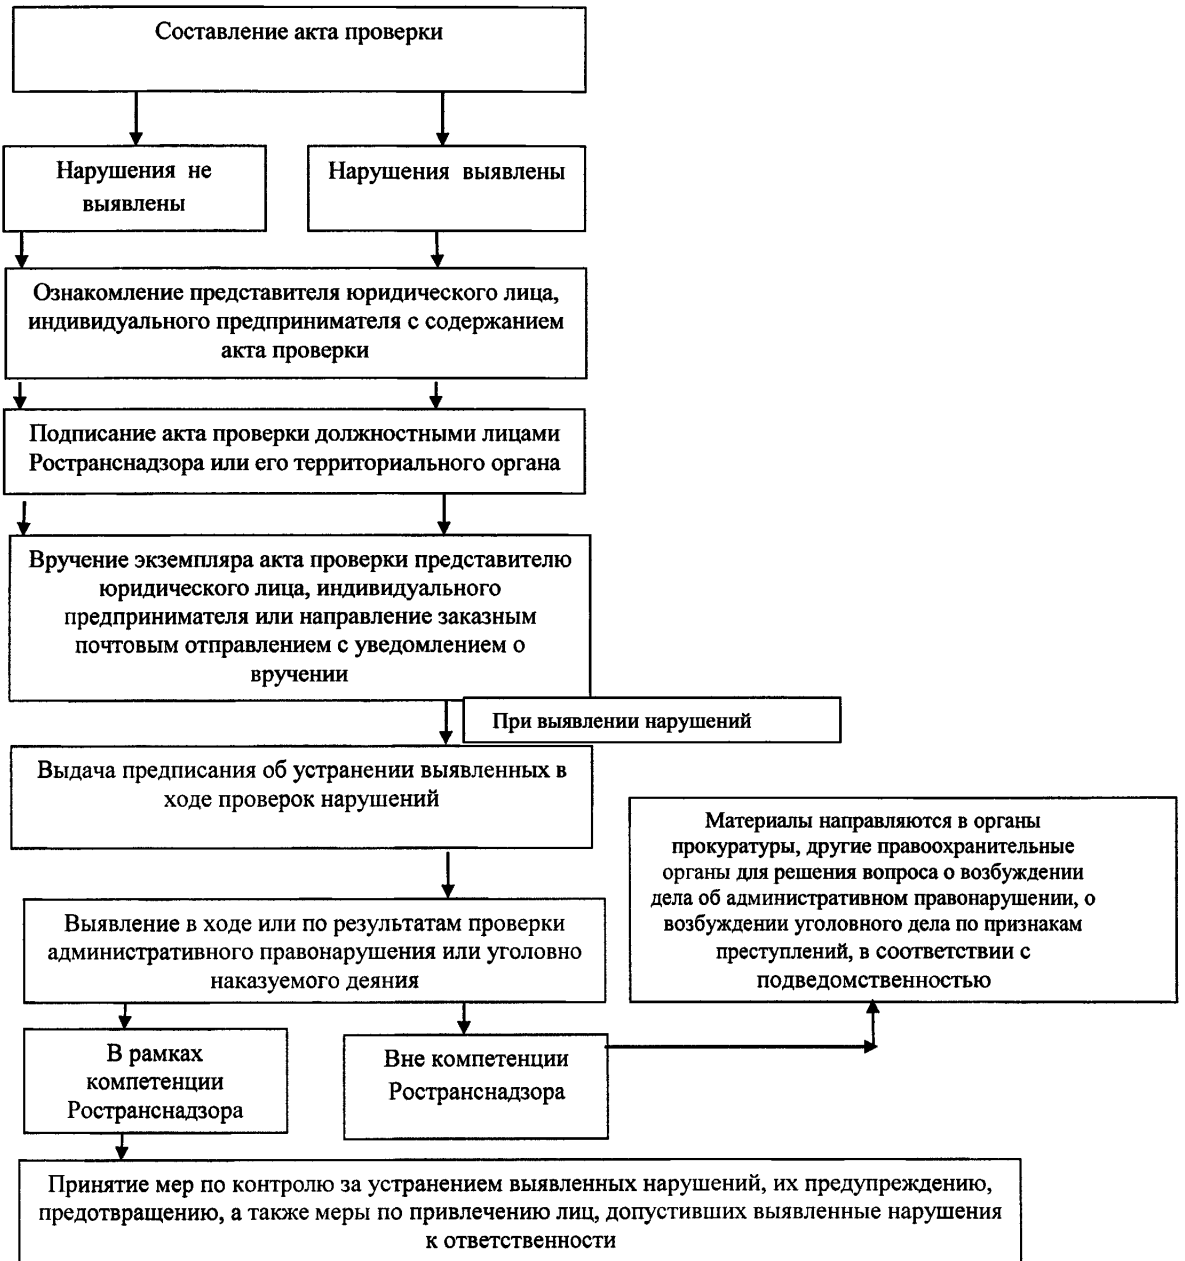 Составление акта проверки
Нарушения не
выявлены
Нарушения выявлены
Ознакомление представителя юридического лица,
индивидуального предпринимателя с содержанием
акта проверки
Подписание акта проверки должностными лицами
Ространснадзора или его территориального органа
Вручение экземпляра акта проверки представителю
юридического лица, индивидуального
предпринимателя или направление заказным
почтовым отправлением с уведомлением о
вручении
При выявлении нарушений
Выдача предписания об устранении выявленных в
ходе проверок нарушений
Материалы направляются в органы
прокуратуры, другие правоохранительные
органы для решения вопроса о возбуждении
дела об административном правонарушении, о
возбуждении уголовного дела по признакам
преступлений, в соответствии с
подведомственностью
Выявление в ходе или по результатам проверки
административного правонарушения или уголовно
наказуемого деяния
В рамках
компетенции
Ространснадзора
Вне компетенции
Ространснадзора
Принятие мер по контролю за устранением выявленных нарушений, их предупреждению,
предотвращению, а также меры по привлечению лиц, допустивших выявленные нарушения
к ответственности